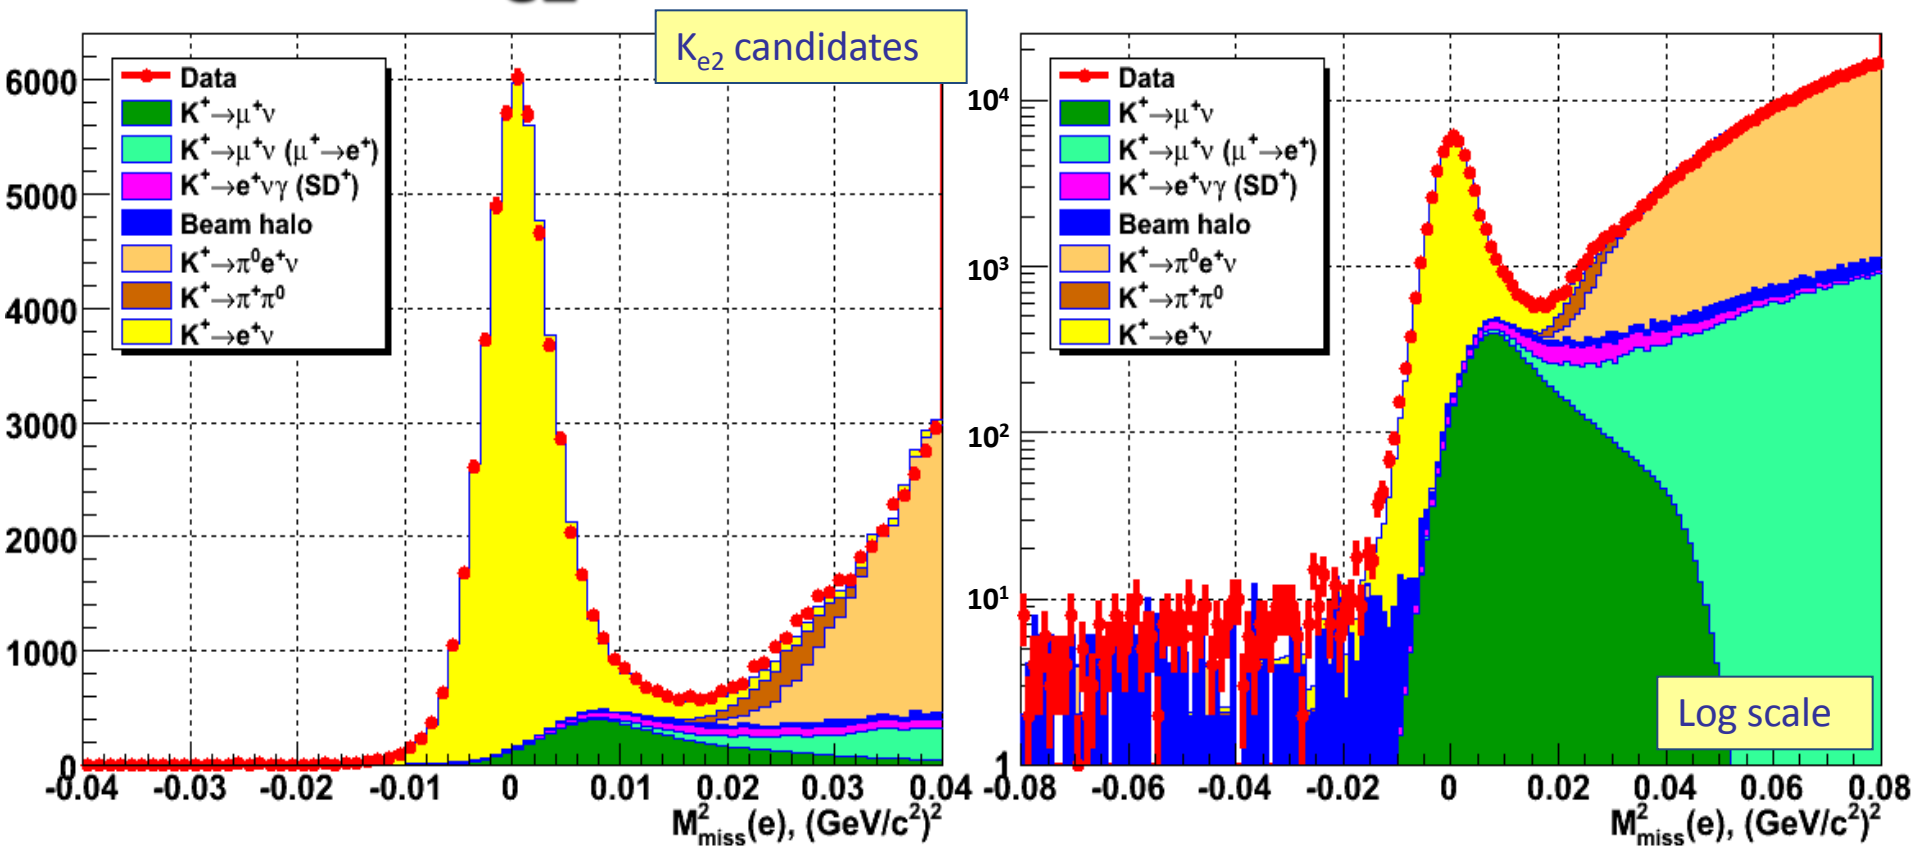 K_e2 candidates
6000
5000
4000
3000
2000
1000
0
Data
K⁺→μ⁺ν
K⁺→μ⁺ν (μ⁺→e⁺)
K⁺→e⁺νγ (SD⁺)
Beam halo
K⁺→π⁰e⁺ν
K⁺→π⁺π⁰
K⁺→e⁺ν
-0.04 -0.03 -0.02 -0.01 0 0.01 0.02 0.03 0.04
M²_miss(e), (GeV/c²)²
10⁴
10³
10²
10¹
1
Data
K⁺→μ⁺ν
K⁺→μ⁺ν (μ⁺→e⁺)
K⁺→e⁺νγ (SD⁺)
Beam halo
K⁺→π⁰e⁺ν
K⁺→π⁺π⁰
K⁺→e⁺ν
Log scale
-0.08 -0.06 -0.04 -0.02 0 0.02 0.04 0.06 0.08
M²_miss(e), (GeV/c²)²